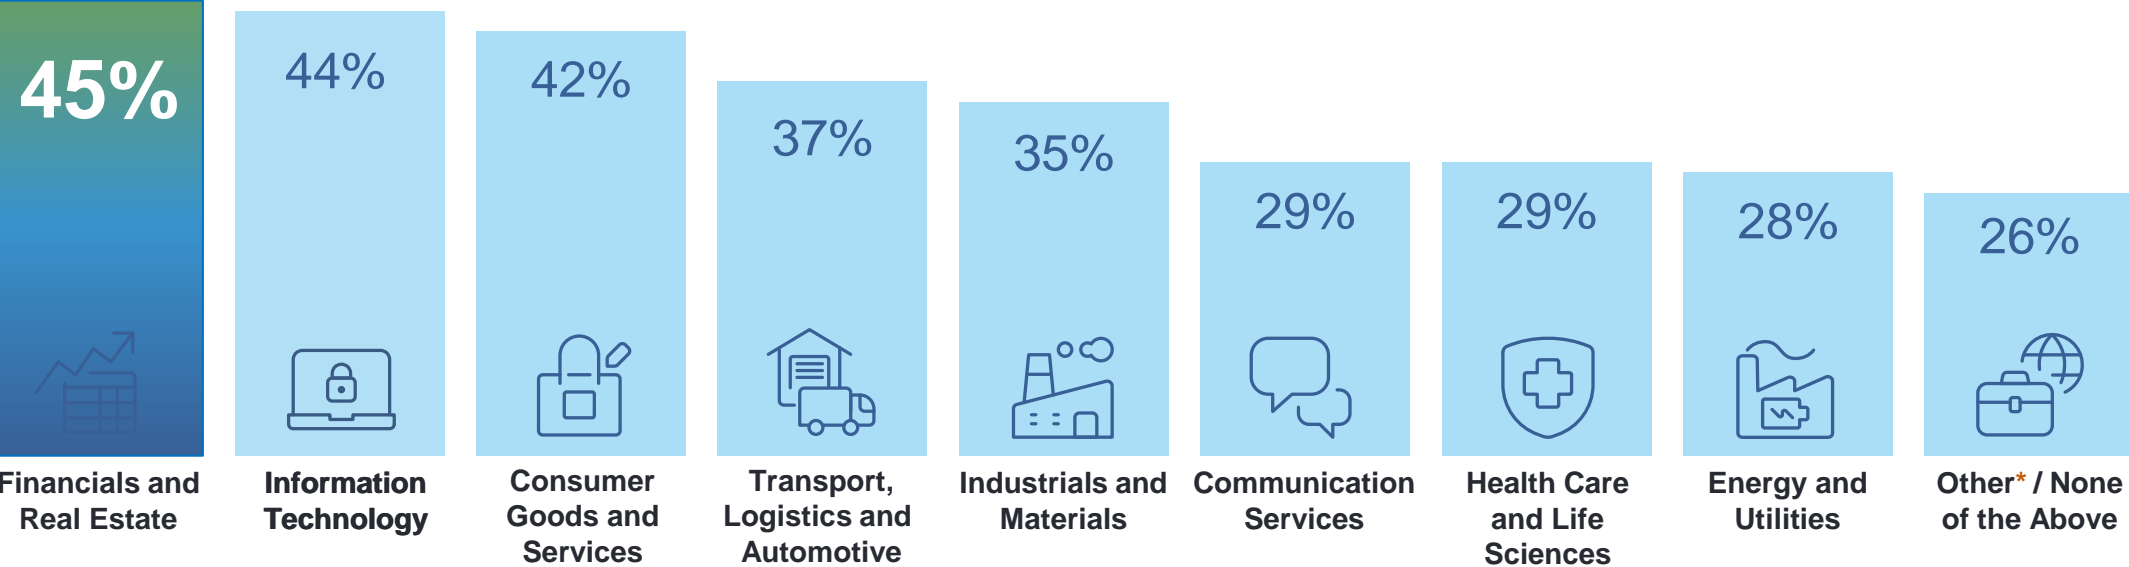 45%
44%
42%
37%
35%
29%
29%
28%
26%
Financials and
Real Estate
Information
Technology
Consumer
Goods and
Services
Transport,
Logistics and
Automotive
Industrials and
Materials
Communication
Services
Health Care
and Life
Sciences
Energy and
Utilities
Other* / None
of the Above